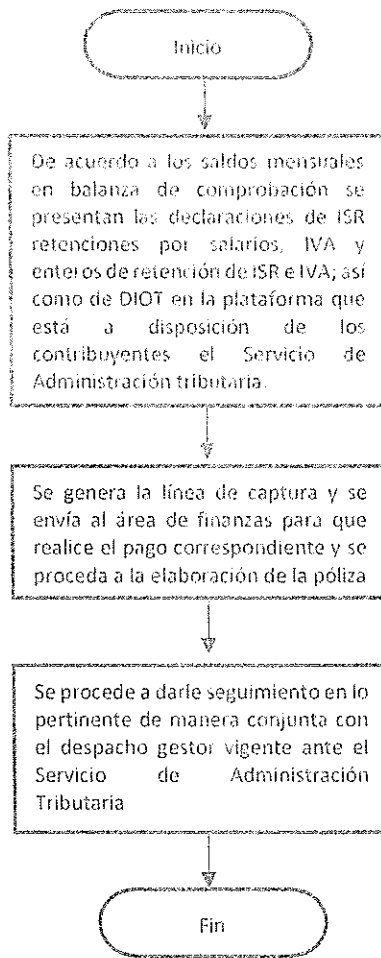 Inicio
De acuerdo a los saldos mensuales
en balanza de comprobación se
presentan las declaraciones de ISR
retenciones por salarios, IVA y
enteros de retención de ISR e IVA; así
como de DIOT en la plataforma que
está a disposición de los
contribuyentes el Servicio de
Administración tributaria.
Se genera la línea de captura y se
envía al área de finanzas para que
realice el pago correspondiente y se
proceda a la elaboración de la póliza
Se procede a darle seguimiento en lo
pertinente de manera conjunta con
el despacho gestor vigente ante el
Servicio de Administración
Tributaria
Fin